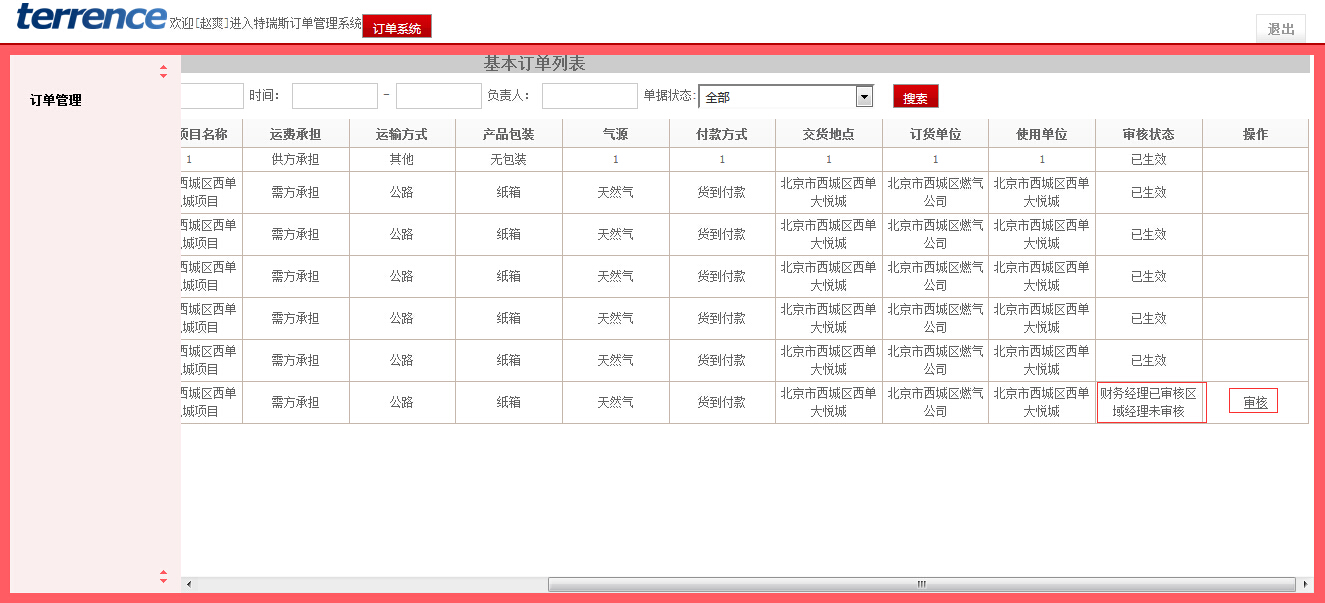 terrence 欢迎[赵爽]进入特瑞斯订单管理系统 订单系统 退出
基本订单列表
订单管理
时间: - 负责人: 单据状态: 全部 搜索
项目名称 运费承担 运输方式 产品包装 气源 付款方式 交货地点 订货单位 使用单位 审核状态 操作
1 供方承担 其他 无包装 1 1 1 1 1 已生效
西城区西单 北京市西城区西单 北京市西城区燃气 北京市西城区西单
需方承担 公路 纸箱 天然气 货到付款 已生效
城项目 大悦城 公司 大悦城
西城区西单 北京市西城区西单 北京市西城区燃气 北京市西城区西单
需方承担 公路 纸箱 天然气 货到付款 已生效
城项目 大悦城 公司 大悦城
西城区西单 北京市西城区西单 北京市西城区燃气 北京市西城区西单
需方承担 公路 纸箱 天然气 货到付款 已生效
城项目 大悦城 公司 大悦城
西城区西单 北京市西城区西单 北京市西城区燃气 北京市西城区西单
需方承担 公路 纸箱 天然气 货到付款 已生效
城项目 大悦城 公司 大悦城
西城区西单 北京市西城区西单 北京市西城区燃气 北京市西城区西单
需方承担 公路 纸箱 天然气 货到付款 已生效
城项目 大悦城 公司 大悦城
西城区西单 北京市西城区西单 北京市西城区燃气 北京市西城区西单 财务经理已审核区
需方承担 公路 纸箱 天然气 货到付款 审核
城项目 大悦城 公司 大悦城 域经理未审核